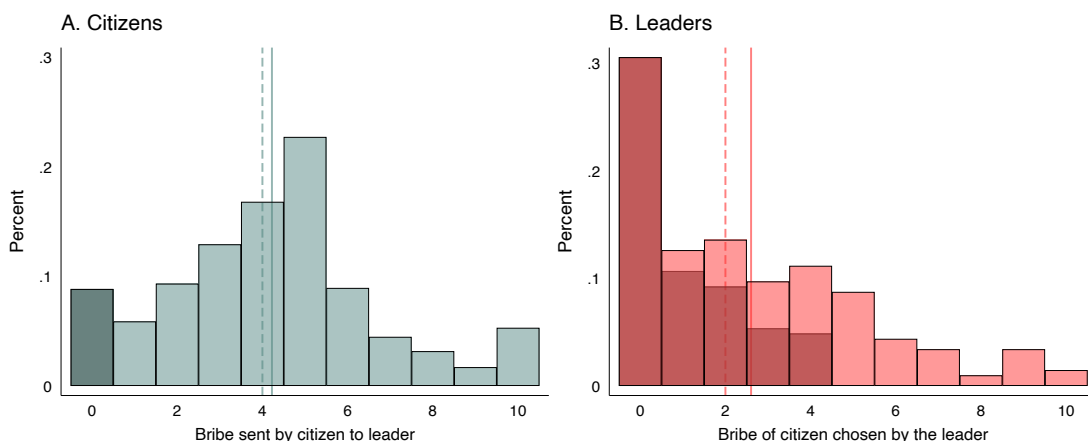 A. Citizens
.3
.2
.1
0
Percent
0 2 4 6 8 10
Bribe sent by citizen to leader
B. Leaders
.3
.2
.1
0
Percent
0 2 4 6 8 10
Bribe of citizen chosen by the leader